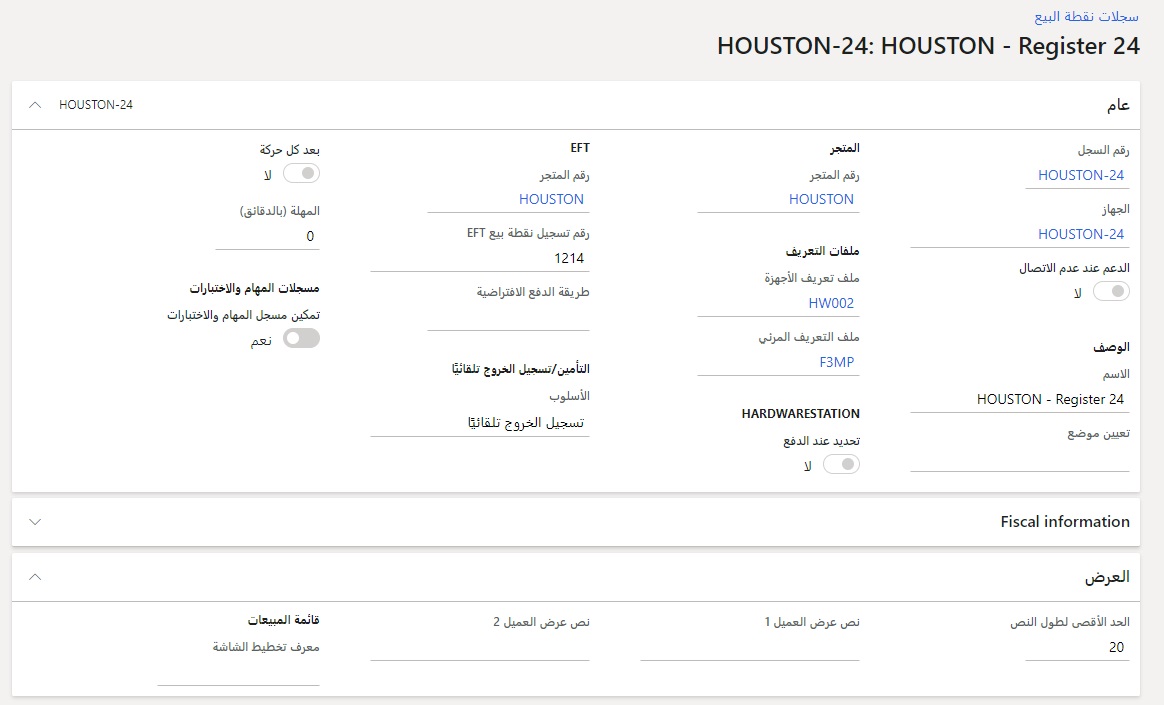 سجلات نقطة البيع
HOUSTON-24: HOUSTON - Register 24
عام
HOUSTON-24
رقم السجل
HOUSTON-24
الجهاز
HOUSTON-24
الدعم عند عدم الاتصال
لا
الوصف
الاسم
HOUSTON - Register 24
تعيين موضع
المتجر
رقم المتجر
HOUSTON
ملفات التعريف
ملف تعريف الأجهزة
HW002
ملف التعريف المرئي
F3MP
HARDWARESTATION
تحديد عند الدفع
لا
EFT
رقم المتجر
HOUSTON
رقم تسجيل نقطة بيع EFT
1214
طريقة الدفع الافتراضية
التأمين/تسجيل الخروج تلقائيًا
الأسلوب
تسجيل الخروج تلقائيًا
بعد كل حركة
لا
المهلة (بالدقائق)
0
مسجلات المهام والاختبارات
تمكين مسجل المهام والاختبارات
نعم
Fiscal information
العرض
الحد الأقصى لطول النص
20
نص عرض العميل 1
نص عرض العميل 2
قائمة المبيعات
معرف تخطيط الشاشة